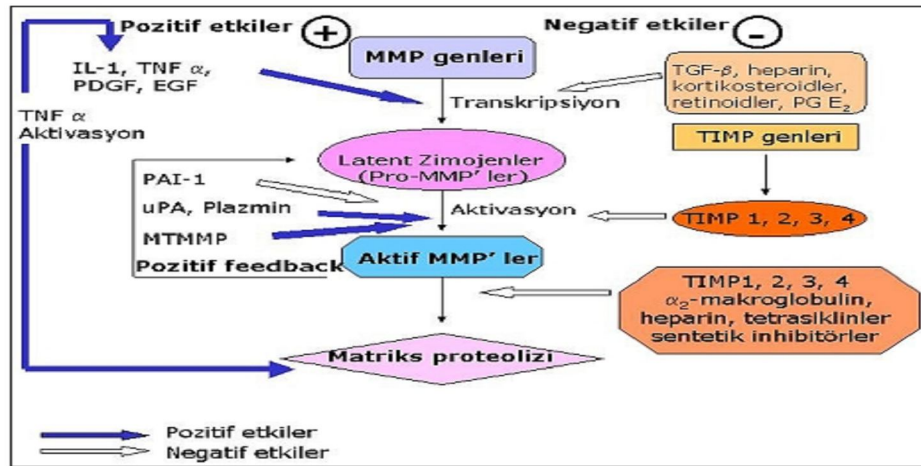 Pozitif etkiler +
Negatif etkiler -
MMP genleri
IL-1, TNF α,
PDGF, EGF
TGF-β, heparin,
kortikosteroidler,
retinoidler, PG E2
Transkripsiyon
TNF α
Aktivasyon
TIMP genleri
Latent Zimojenler
(Pro-MMP' ler)
PAI-1
uPA, Plazmin
MTMMP
Pozitif feedback
Aktivasyon
TIMP 1, 2, 3, 4
Aktif MMP' ler
TIMP1, 2, 3, 4
α2-makroglobulin,
heparin, tetrasiklinler
sentetik inhibitörler
Matriks proteolizi
Pozitif etkiler
Negatif etkiler